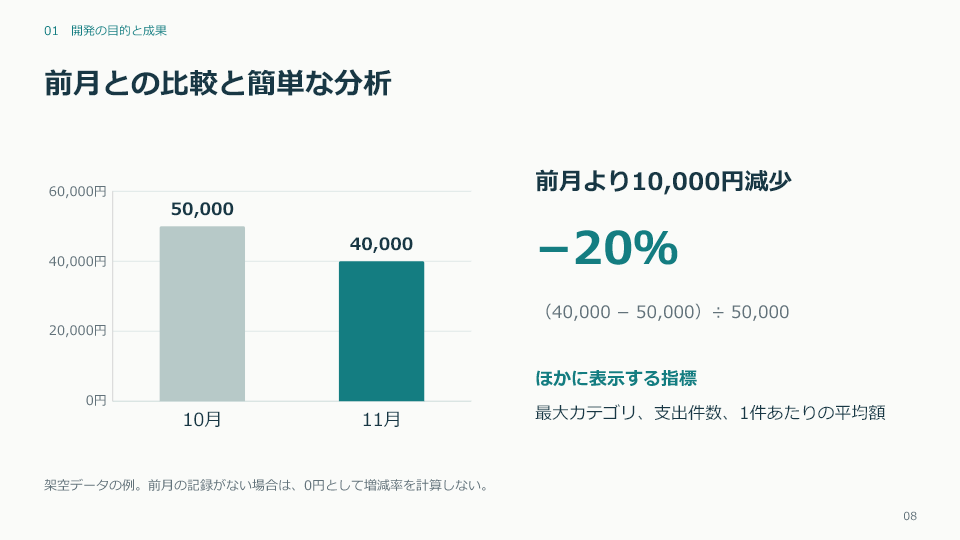 01 開発の目的と成果
前月との比較と簡単な分析
60,000円
40,000円
20,000円
0円
50,000
40,000
10月
11月
前月より10,000円減少
−20%
（40,000 − 50,000）÷ 50,000
ほかに表示する指標
最大カテゴリ、支出件数、1件あたりの平均額
架空データの例。前月の記録がない場合は、0円として増減率を計算しない。
08